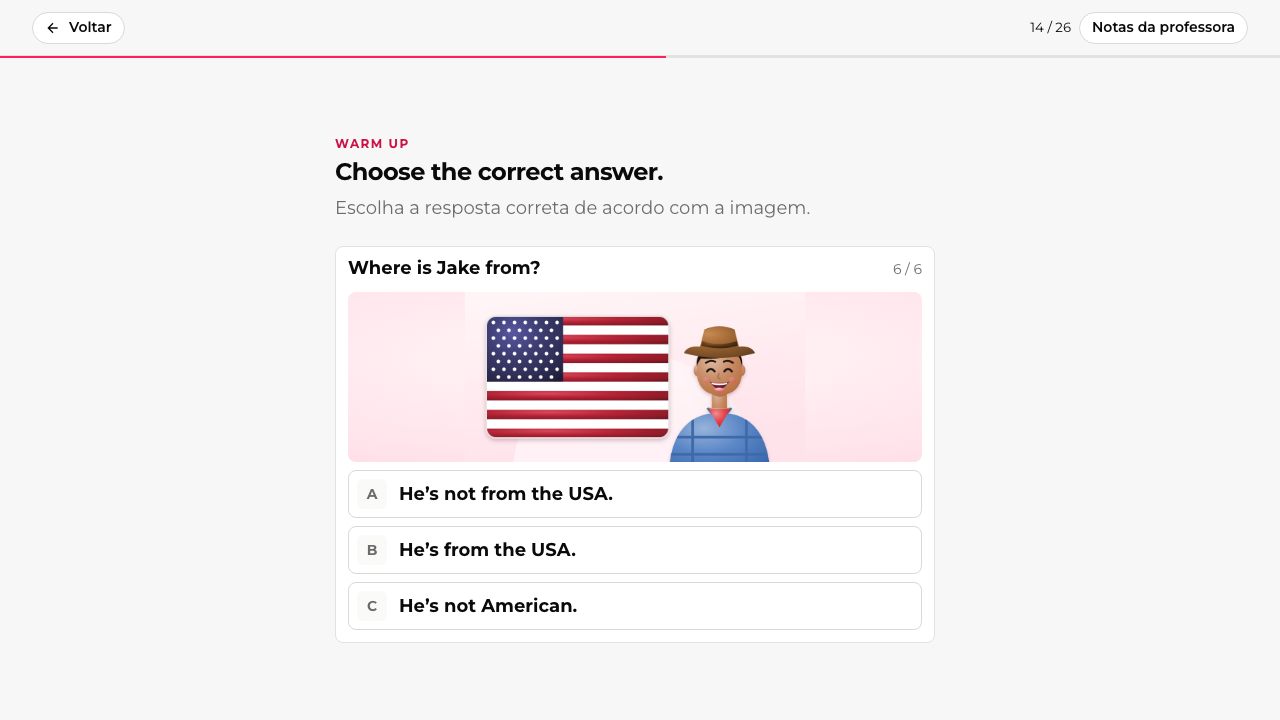 Voltar
14 / 26
Notas da professora
WARM UP
Choose the correct answer.
Escolha a resposta correta de acordo com a imagem.
Where is Jake from?
6 / 6
A
He’s not from the USA.
B
He’s from the USA.
C
He’s not American.